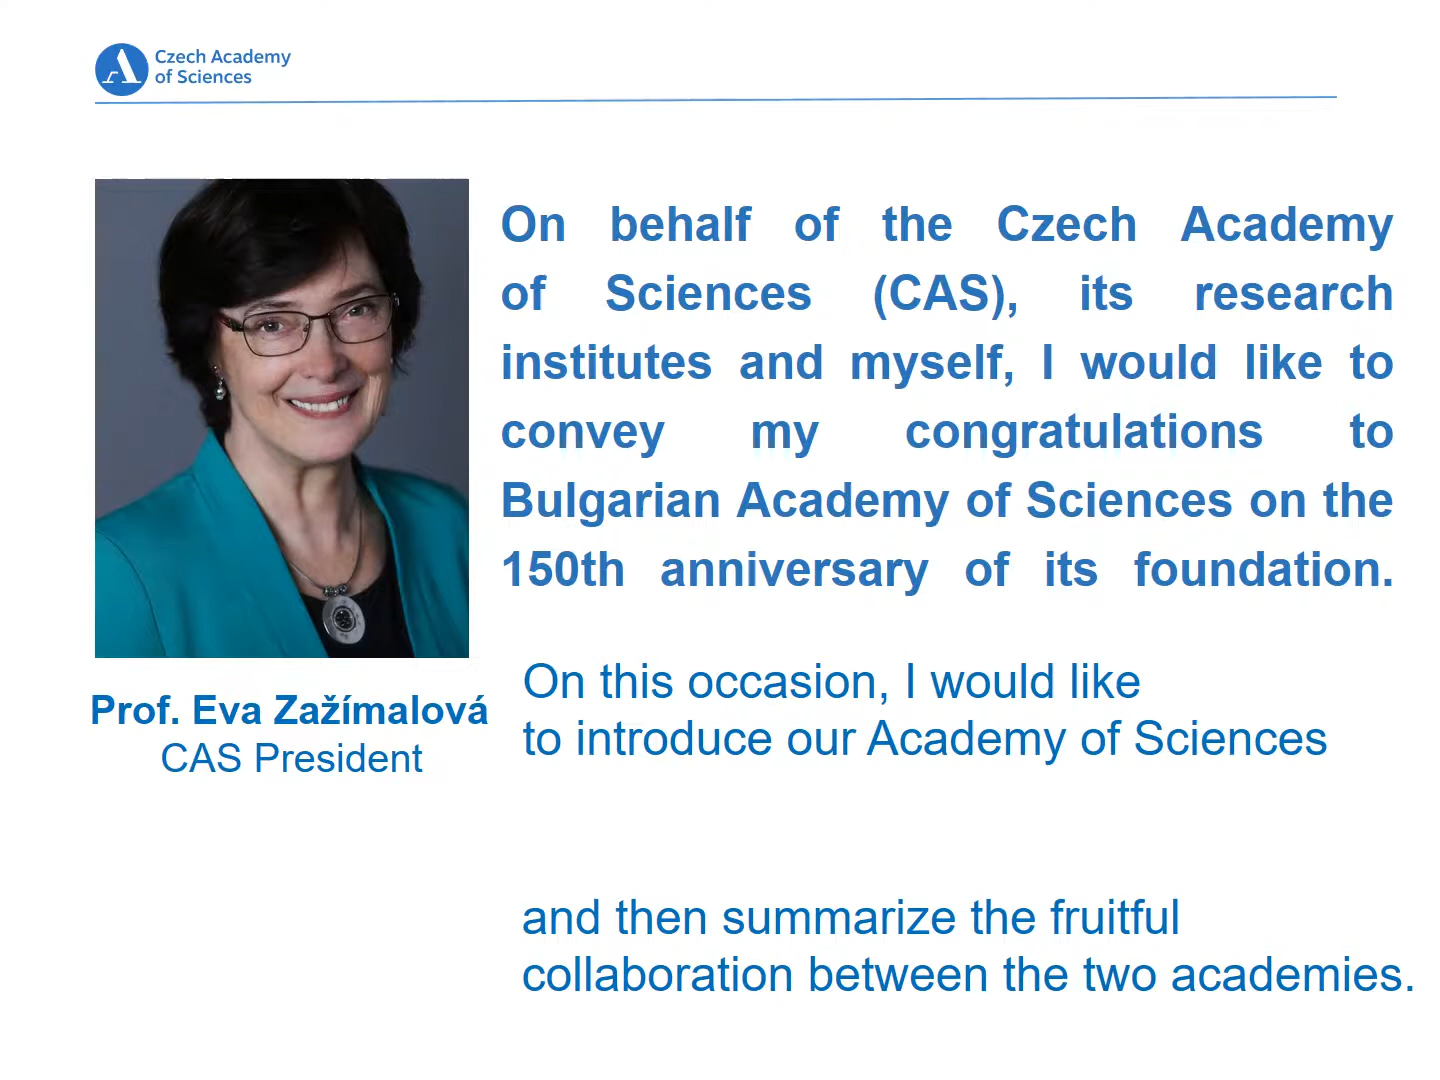 Czech Academy
of Sciences
On behalf of the Czech Academy
of Sciences (CAS), its research
institutes and myself, I would like to
convey my congratulations to
Bulgarian Academy of Sciences on the
150th anniversary of its foundation.
Prof. Eva Zažímalová
CAS President
On this occasion, I would like
to introduce our Academy of Sciences
and then summarize the fruitful
collaboration between the two academies.